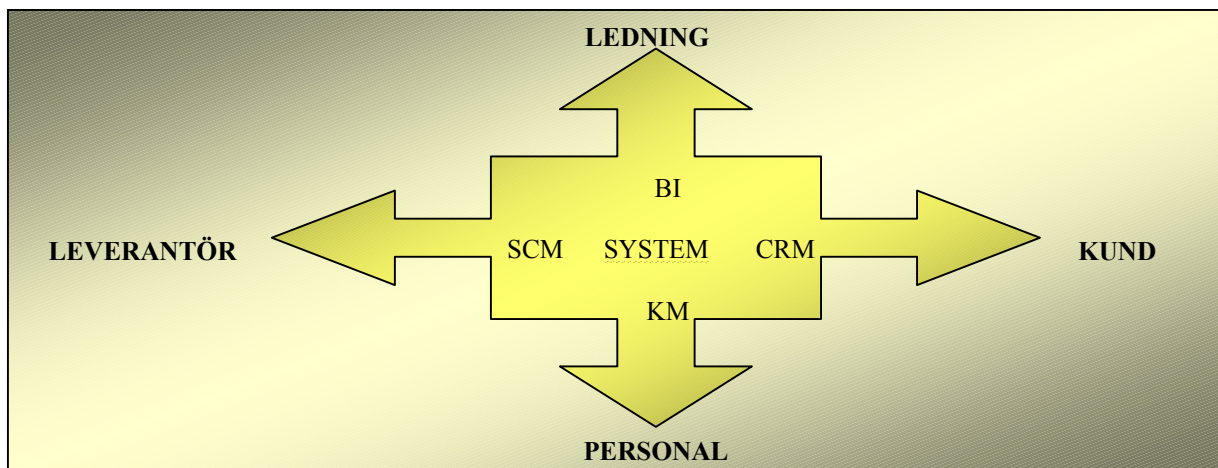 LEDNING
BI
LEVERANTÖR SCM SYSTEM CRM KUND
KM
PERSONAL